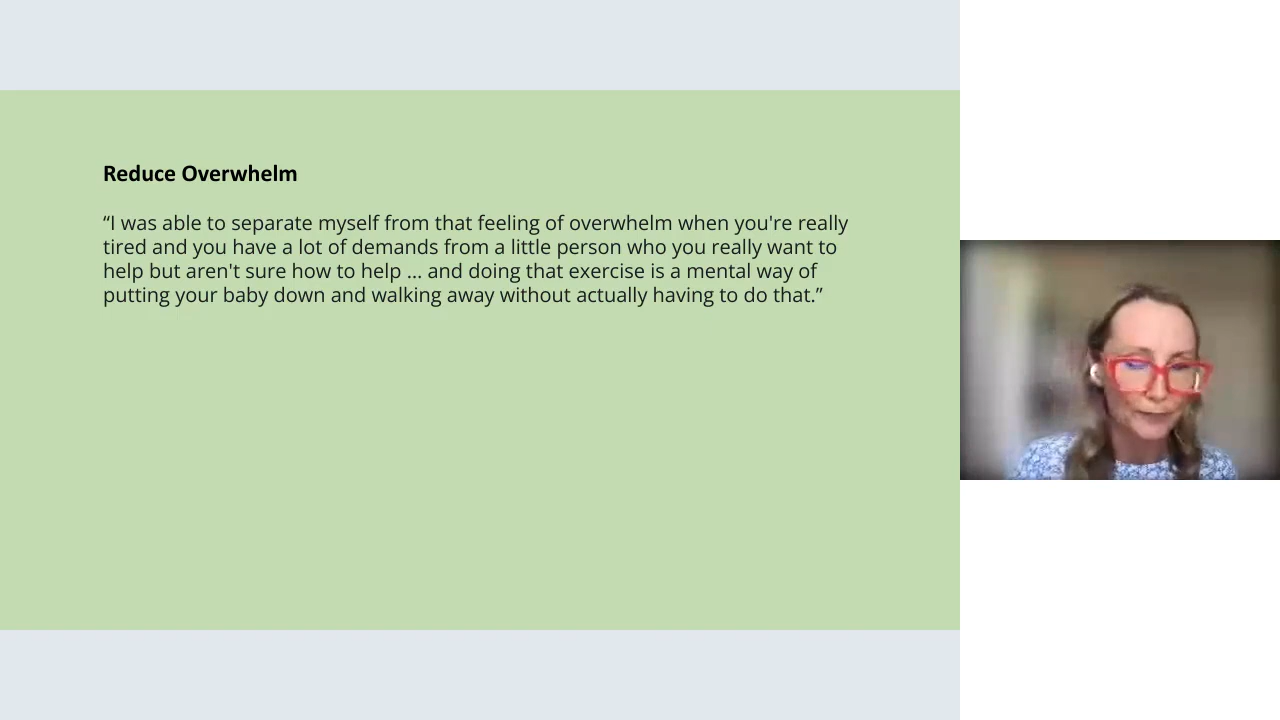 Reduce Overwhelm
“I was able to separate myself from that feeling of overwhelm when you're really
tired and you have a lot of demands from a little person who you really want to
help but aren't sure how to help ... and doing that exercise is a mental way of
putting your baby down and walking away without actually having to do that.”